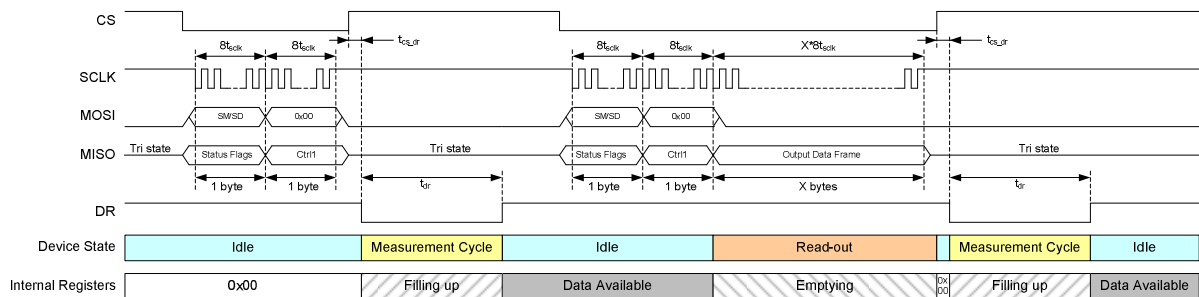 CS
t_cs_dr
t_cs_dr
8t_sclk 8t_sclk
8t_sclk 8t_sclk X*8t_sclk
SCLK
MOSI
SM/SD 0x00
SM/SD 0x00
MISO
Tri state
Status Flags Ctrl1
Tri state
Status Flags Ctrl1 Output Data Frame
Tri state
1 byte 1 byte
t_dr
1 byte 1 byte X bytes
t_dr
DR
Device State
Idle Measurement Cycle Idle Read-out Measurement Cycle Idle
Internal Registers
0x00 Filling up Data Available Emptying 0x00 Filling up Data Available